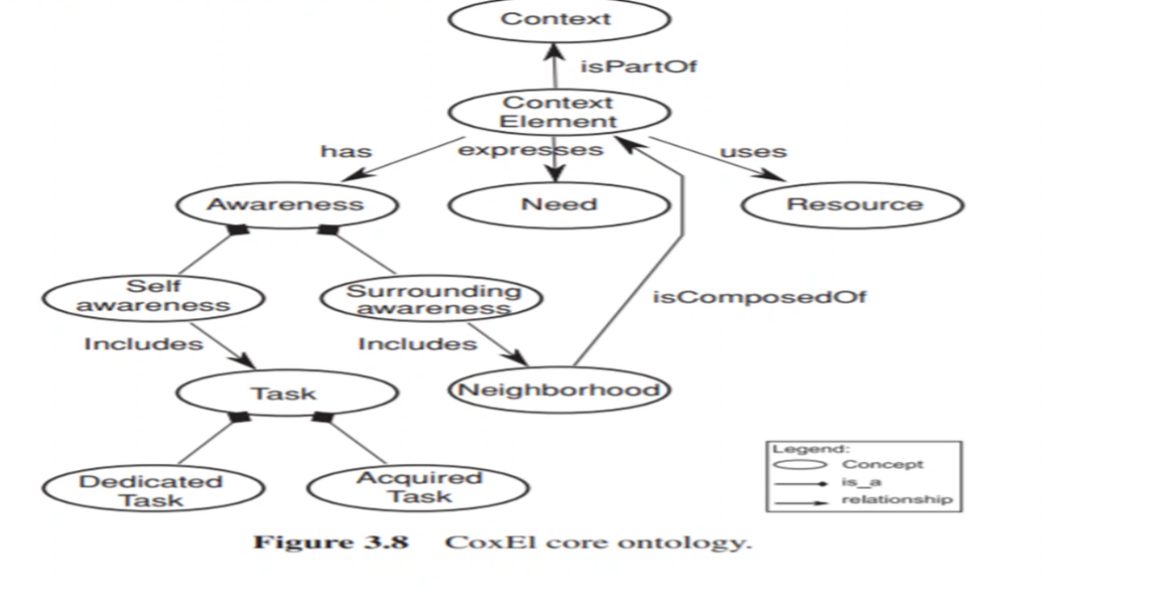 Context
isPartOf
Context
Element
has
expresses
uses
Awareness
Need
Resource
Self
awareness
Surrounding
awareness
isComposedOf
Includes
Includes
Task
Neighborhood
Dedicated
Task
Acquired
Task
Legend:
Concept
is_a
relationship
Figure 3.8 CoxEl core ontology.